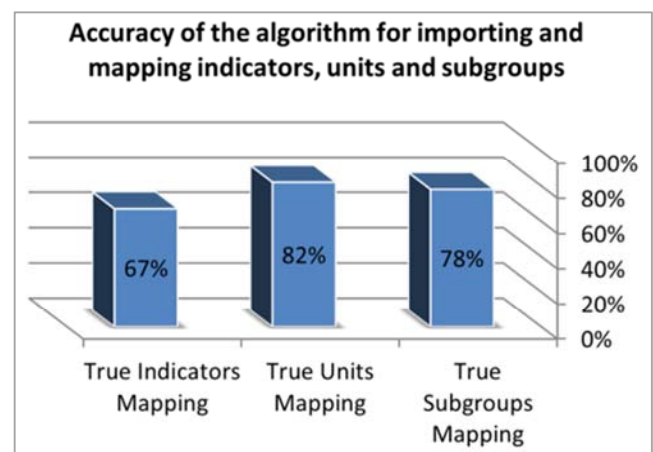 Accuracy of the algorithm for importing and
mapping indicators, units and subgroups
100%
80%
60%
40%
20%
0%
67%
82%
78%
True Indicators
Mapping
True Units
Mapping
True
Subgroups
Mapping